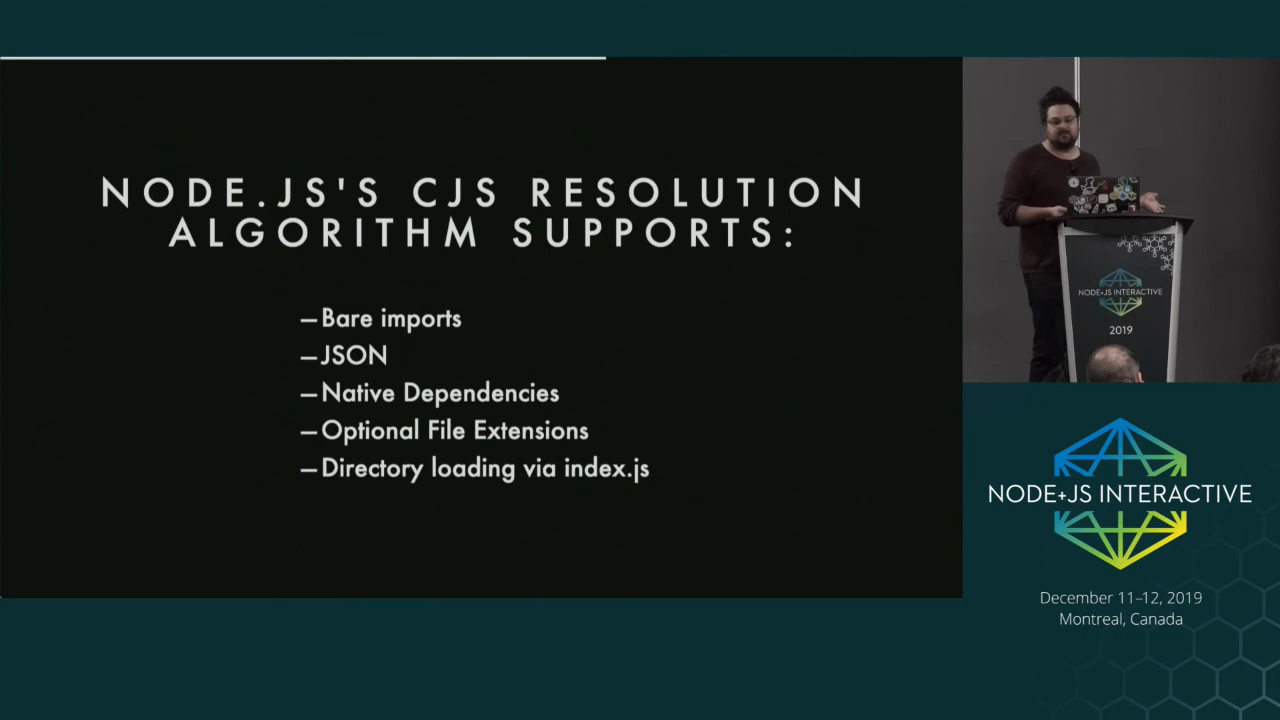 NODE.JS'S CJS RESOLUTION
ALGORITHM SUPPORTS:
—Bare imports
—JSON
—Native Dependencies
—Optional File Extensions
—Directory loading via index.js
NODE+JS INTERACTIVE
2019
NODE+JS INTERACTIVE
December 11–12, 2019
Montreal, Canada